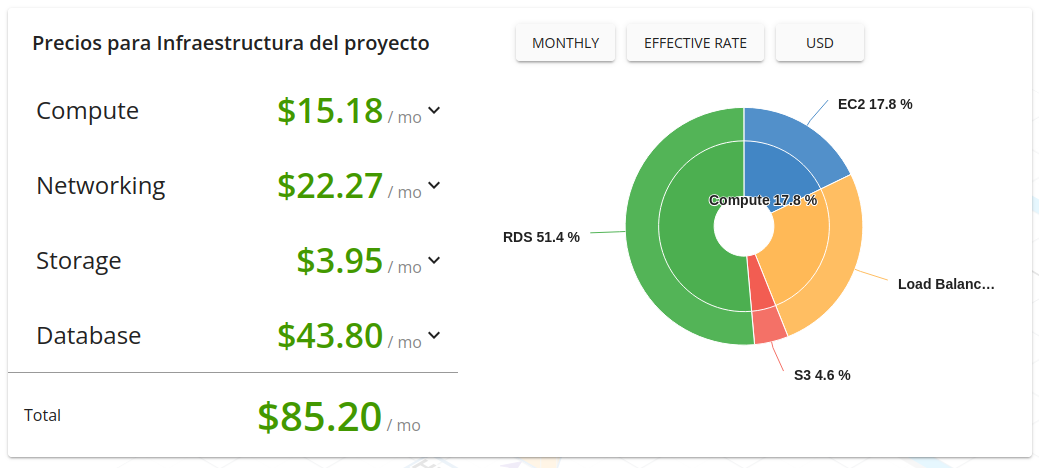 Precios para Infraestructura del proyecto
Compute $15.18 / mo
Networking $22.27 / mo
Storage $3.95 / mo
Database $43.80 / mo
Total $85.20 / mo
MONTHLY EFFECTIVE RATE USD
EC2 17.8 %
Compute 17.8 %
RDS 51.4 %
Load Balanc…
S3 4.6 %